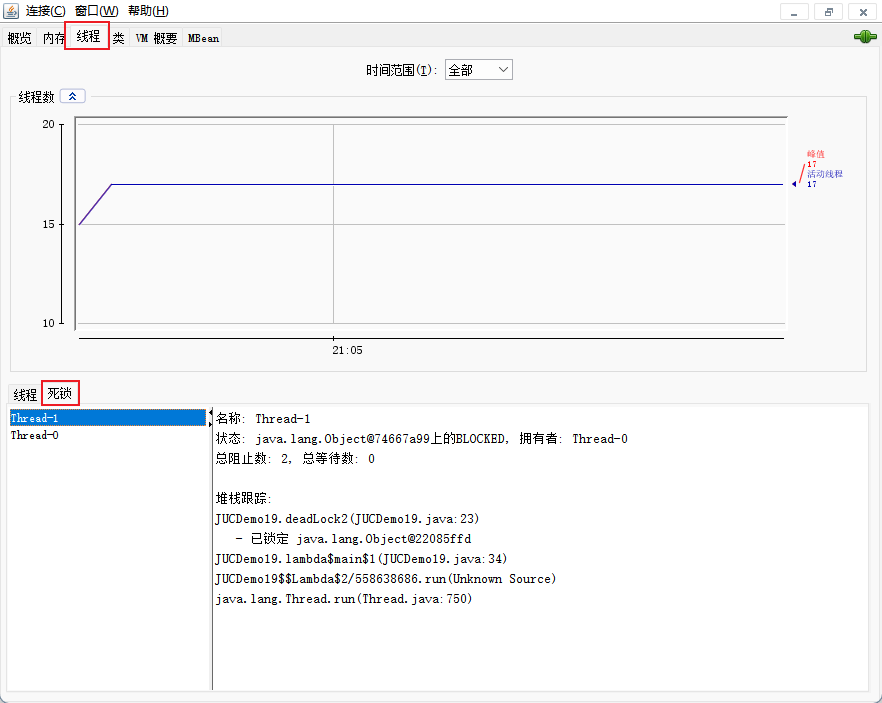 连接(C) 窗口(W) 帮助(H)
概览 内存 线程 类 VM 概要 MBean
时间范围(T): 全部
线程数
20
15
10
21:05
峰值
17
活动线程
17
线程 死锁
Thread-1
Thread-0
名称: Thread-1
状态: java.lang.Object@74667a99上的BLOCKED, 拥有者: Thread-0
总阻止数: 2, 总等待数: 0
堆栈跟踪:
JUCDemo19.deadLock2(JUCDemo19.java:23)
- 已锁定 java.lang.Object@22085ffd
JUCDemo19.lambda$main$1(JUCDemo19.java:34)
JUCDemo19$$Lambda$2/558638686.run(Unknown Source)
java.lang.Thread.run(Thread.java:750)